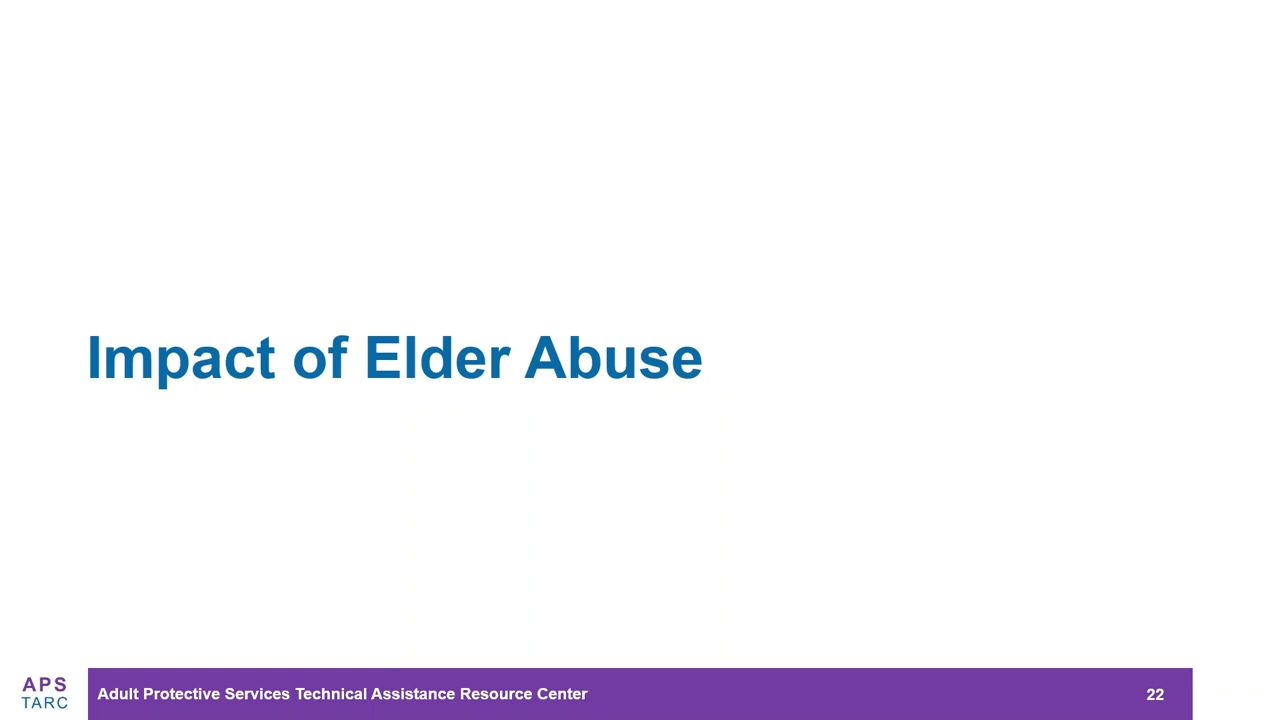 Impact of Elder Abuse
APS
TARC
Adult Protective Services Technical Assistance Resource Center
22